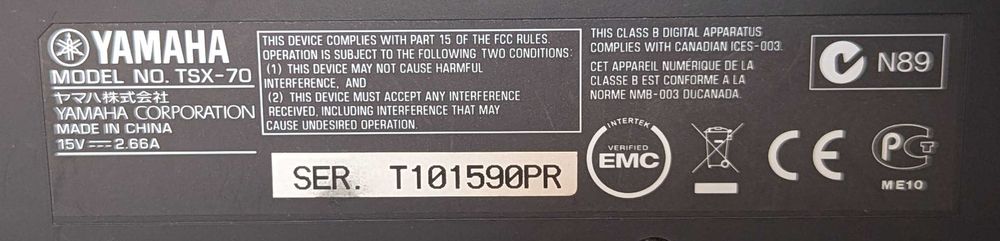 YAMAHA
MODEL NO. TSX-70
ヤマハ株式会社
YAMAHA CORPORATION
MADE IN CHINA
15V⎓2.66A
THIS DEVICE COMPLIES WITH PART 15 OF THE FCC RULES.
OPERATION IS SUBJECT TO THE FOLLOWING TWO CONDITIONS:
(1) THIS DEVICE MAY NOT CAUSE HARMFUL
INTERFERENCE, AND
(2) THIS DEVICE MUST ACCEPT ANY INTERFERENCE
RECEIVED, INCLUDING INTERFERENCE THAT MAY
CAUSE UNDESIRED OPERATION.
SER. T101590PR
THIS CLASS B DIGITAL APPARATUS
COMPLIES WITH CANADIAN ICES-003.
CET APPAREIL NUMÉRIQUE DE LA
CLASSE B EST CONFORME A LA
NORME NMB-003 DUCANADA.
N89
INTERTEK
VERIFIED
EMC
CE
PCT
ME10